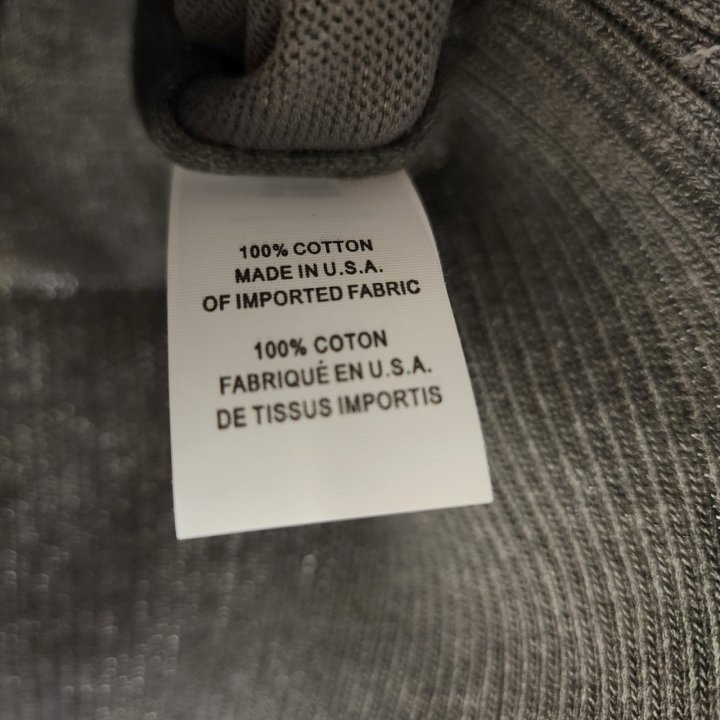 100% COTTON
MADE IN U.S.A.
OF IMPORTED FABRIC
100% COTON
FABRIQUÉ EN U.S.A.
DE TISSUS IMPORTIS